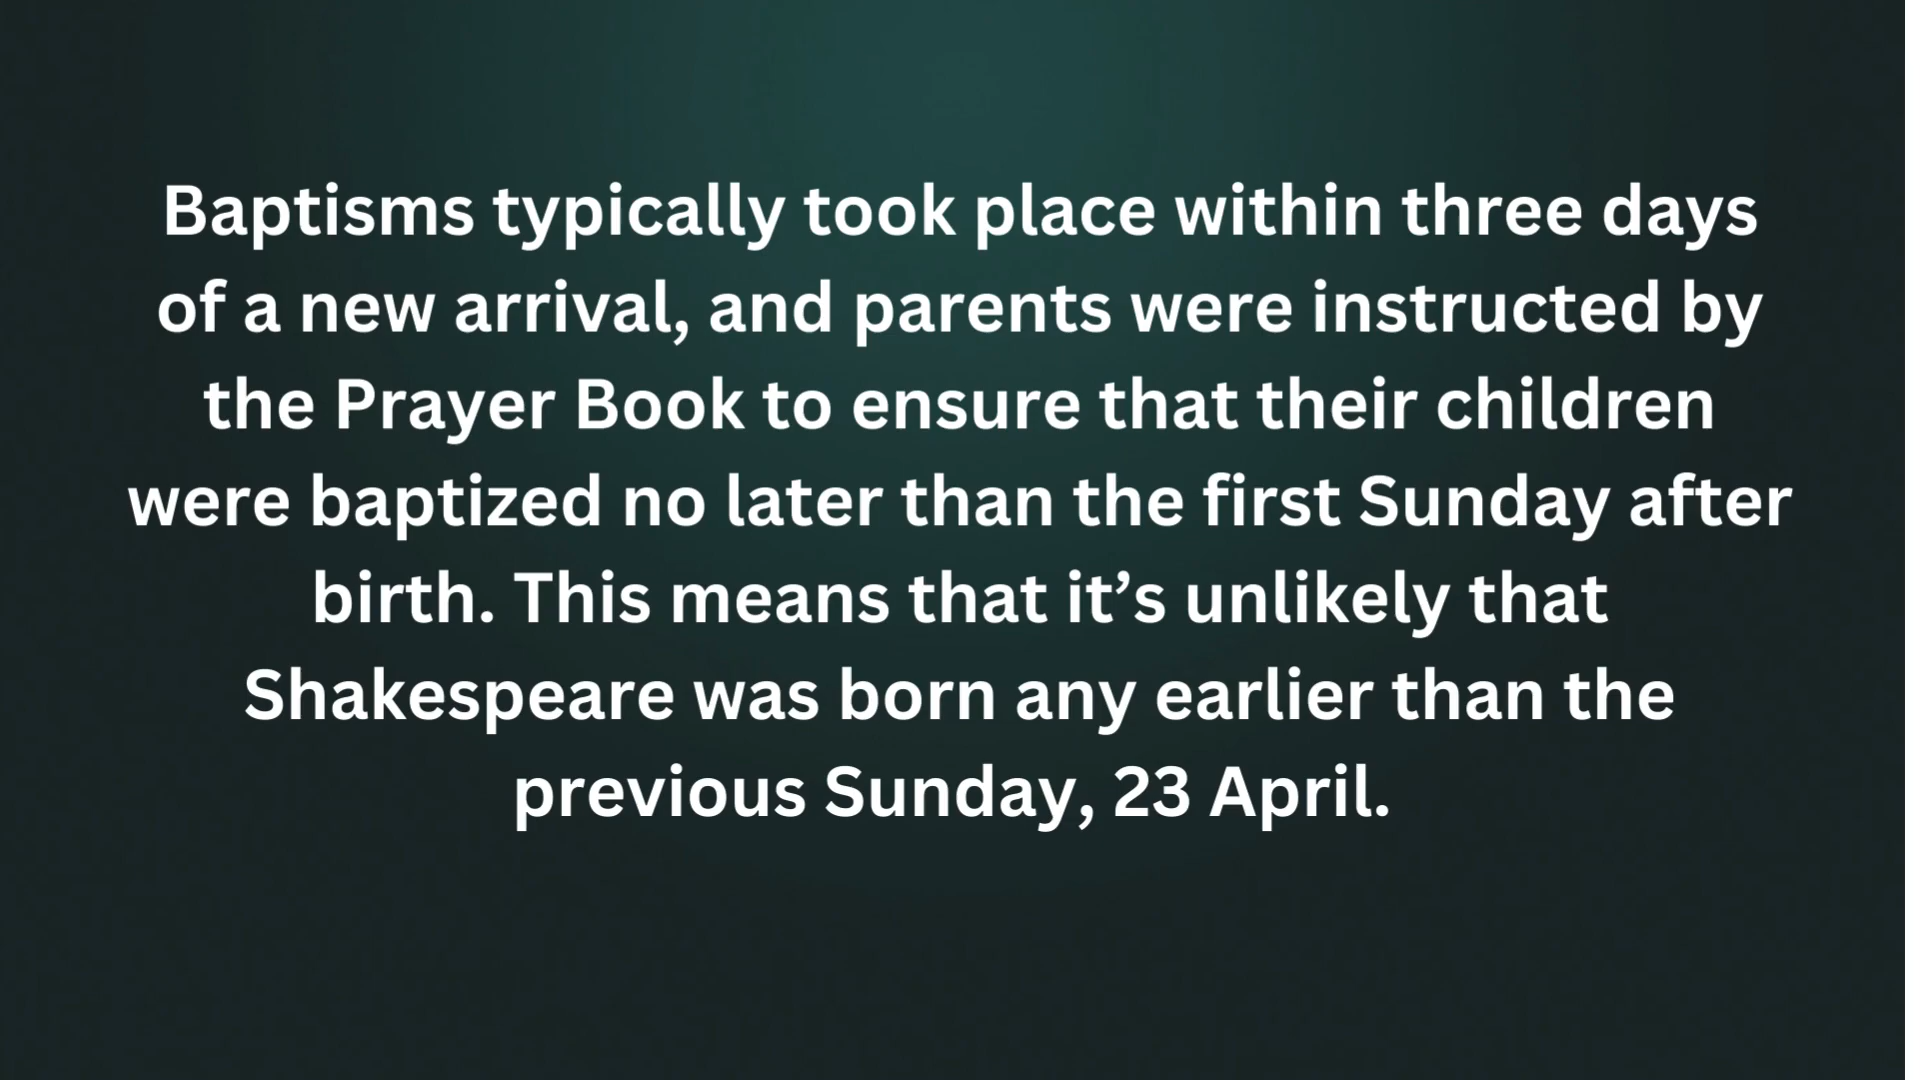 Baptisms typically took place within three days
of a new arrival, and parents were instructed by
the Prayer Book to ensure that their children
were baptized no later than the first Sunday after
birth. This means that it’s unlikely that
Shakespeare was born any earlier than the
previous Sunday, 23 April.